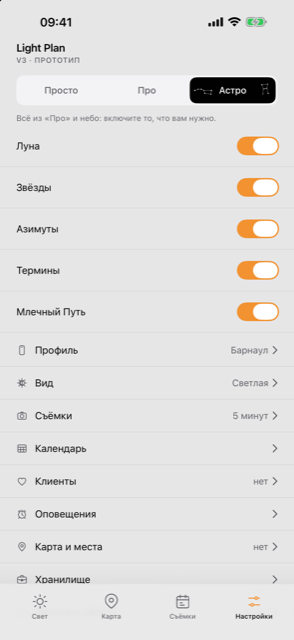 09:41
Light Plan
V3 · ПРОТОТИП
Просто
Про
Астро
Всё из «Про» и небо: включите то, что вам нужно.
Луна
Звёзды
Азимуты
Термины
Млечный Путь
Профиль Барнаул
Вид Светлая
Съёмки 5 минут
Календарь
Клиенты нет
Оповещения
Карта и места нет
Хранилище
Свет
Карта
Съёмки
Настройки